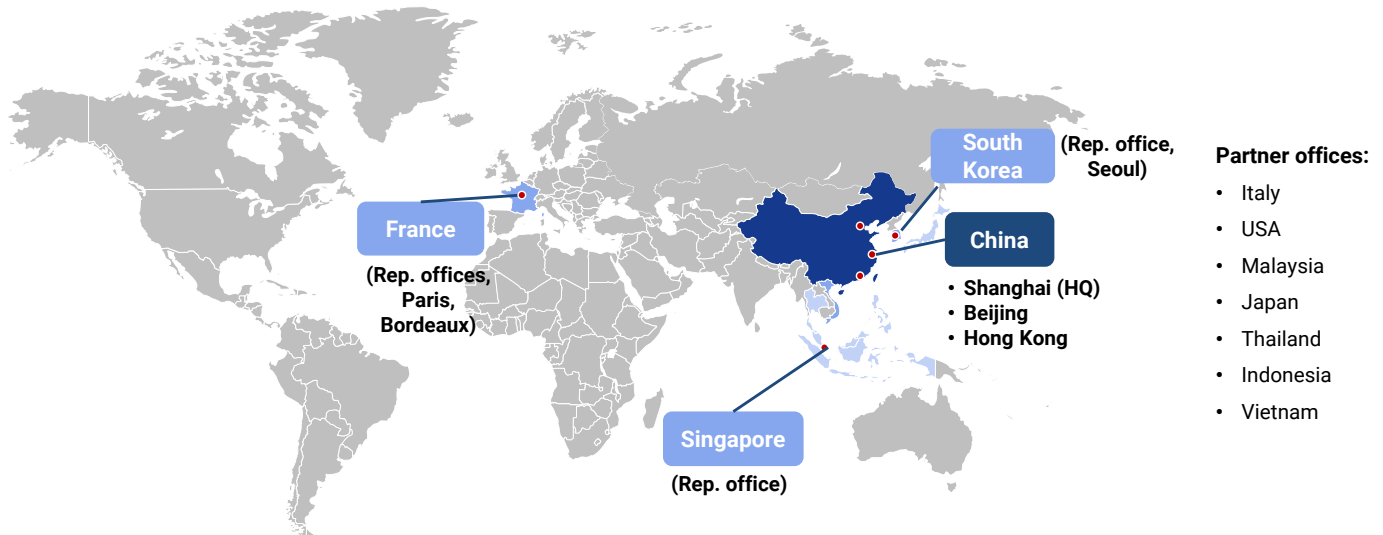 South
Korea
(Rep. office,
Seoul)
France
(Rep. offices,
Paris,
Bordeaux)
China
• Shanghai (HQ)
• Beijing
• Hong Kong
Singapore
(Rep. office)
Partner offices:
• Italy
• USA
• Malaysia
• Japan
• Thailand
• Indonesia
• Vietnam